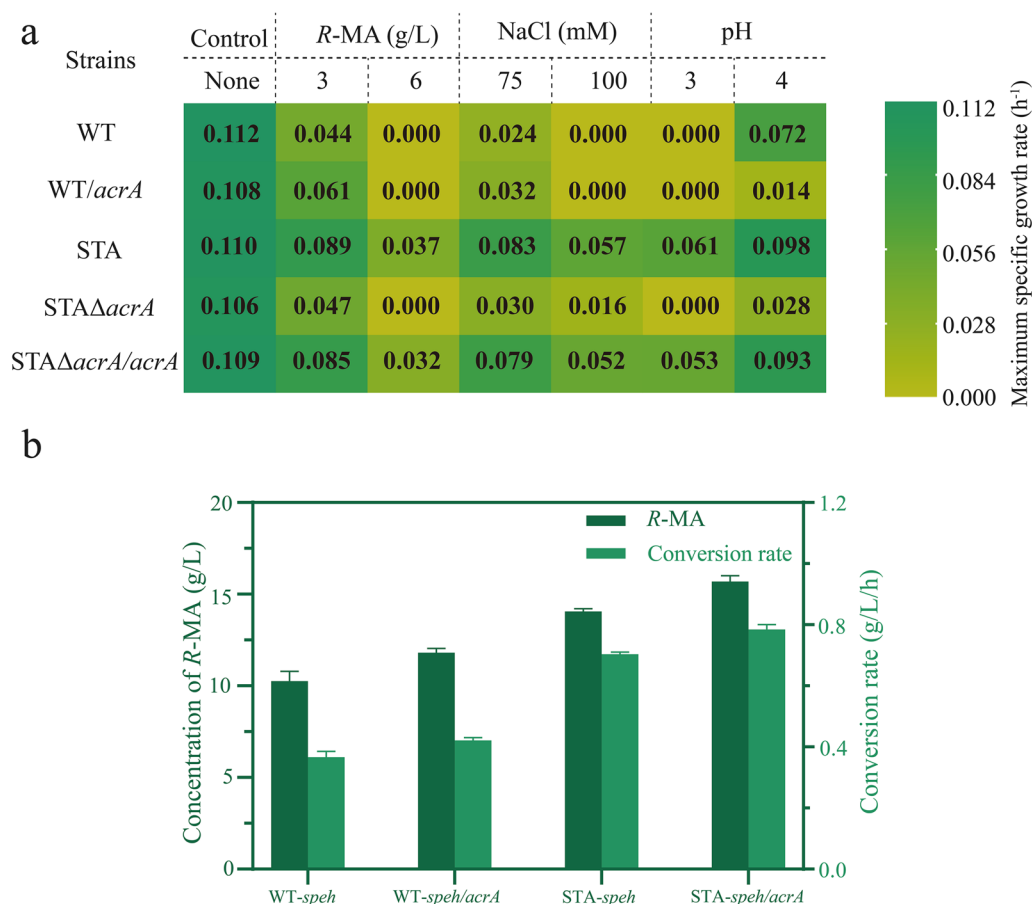 a
Strains
Control R-MA (g/L) NaCl (mM) pH
None 3 6 75 100 3 4
WT 0.112 0.044 0.000 0.024 0.000 0.000 0.072
WT/acrA 0.108 0.061 0.000 0.032 0.000 0.000 0.014
STA 0.110 0.089 0.037 0.083 0.057 0.061 0.098
STAΔacrA 0.106 0.047 0.000 0.030 0.016 0.000 0.028
STAΔacrA/acrA 0.109 0.085 0.032 0.079 0.052 0.053 0.093
0.112
0.084
0.056
0.028
0.000
Maximum specific growth rate (h⁻¹)
b
Concentration of R-MA (g/L)
20
15
10
5
0
R-MA
Conversion rate
1.2
0.8
0.4
0.0
Conversion rate (g/L/h)
WT-speh WT-speh/acrA STA-speh STA-speh/acrA